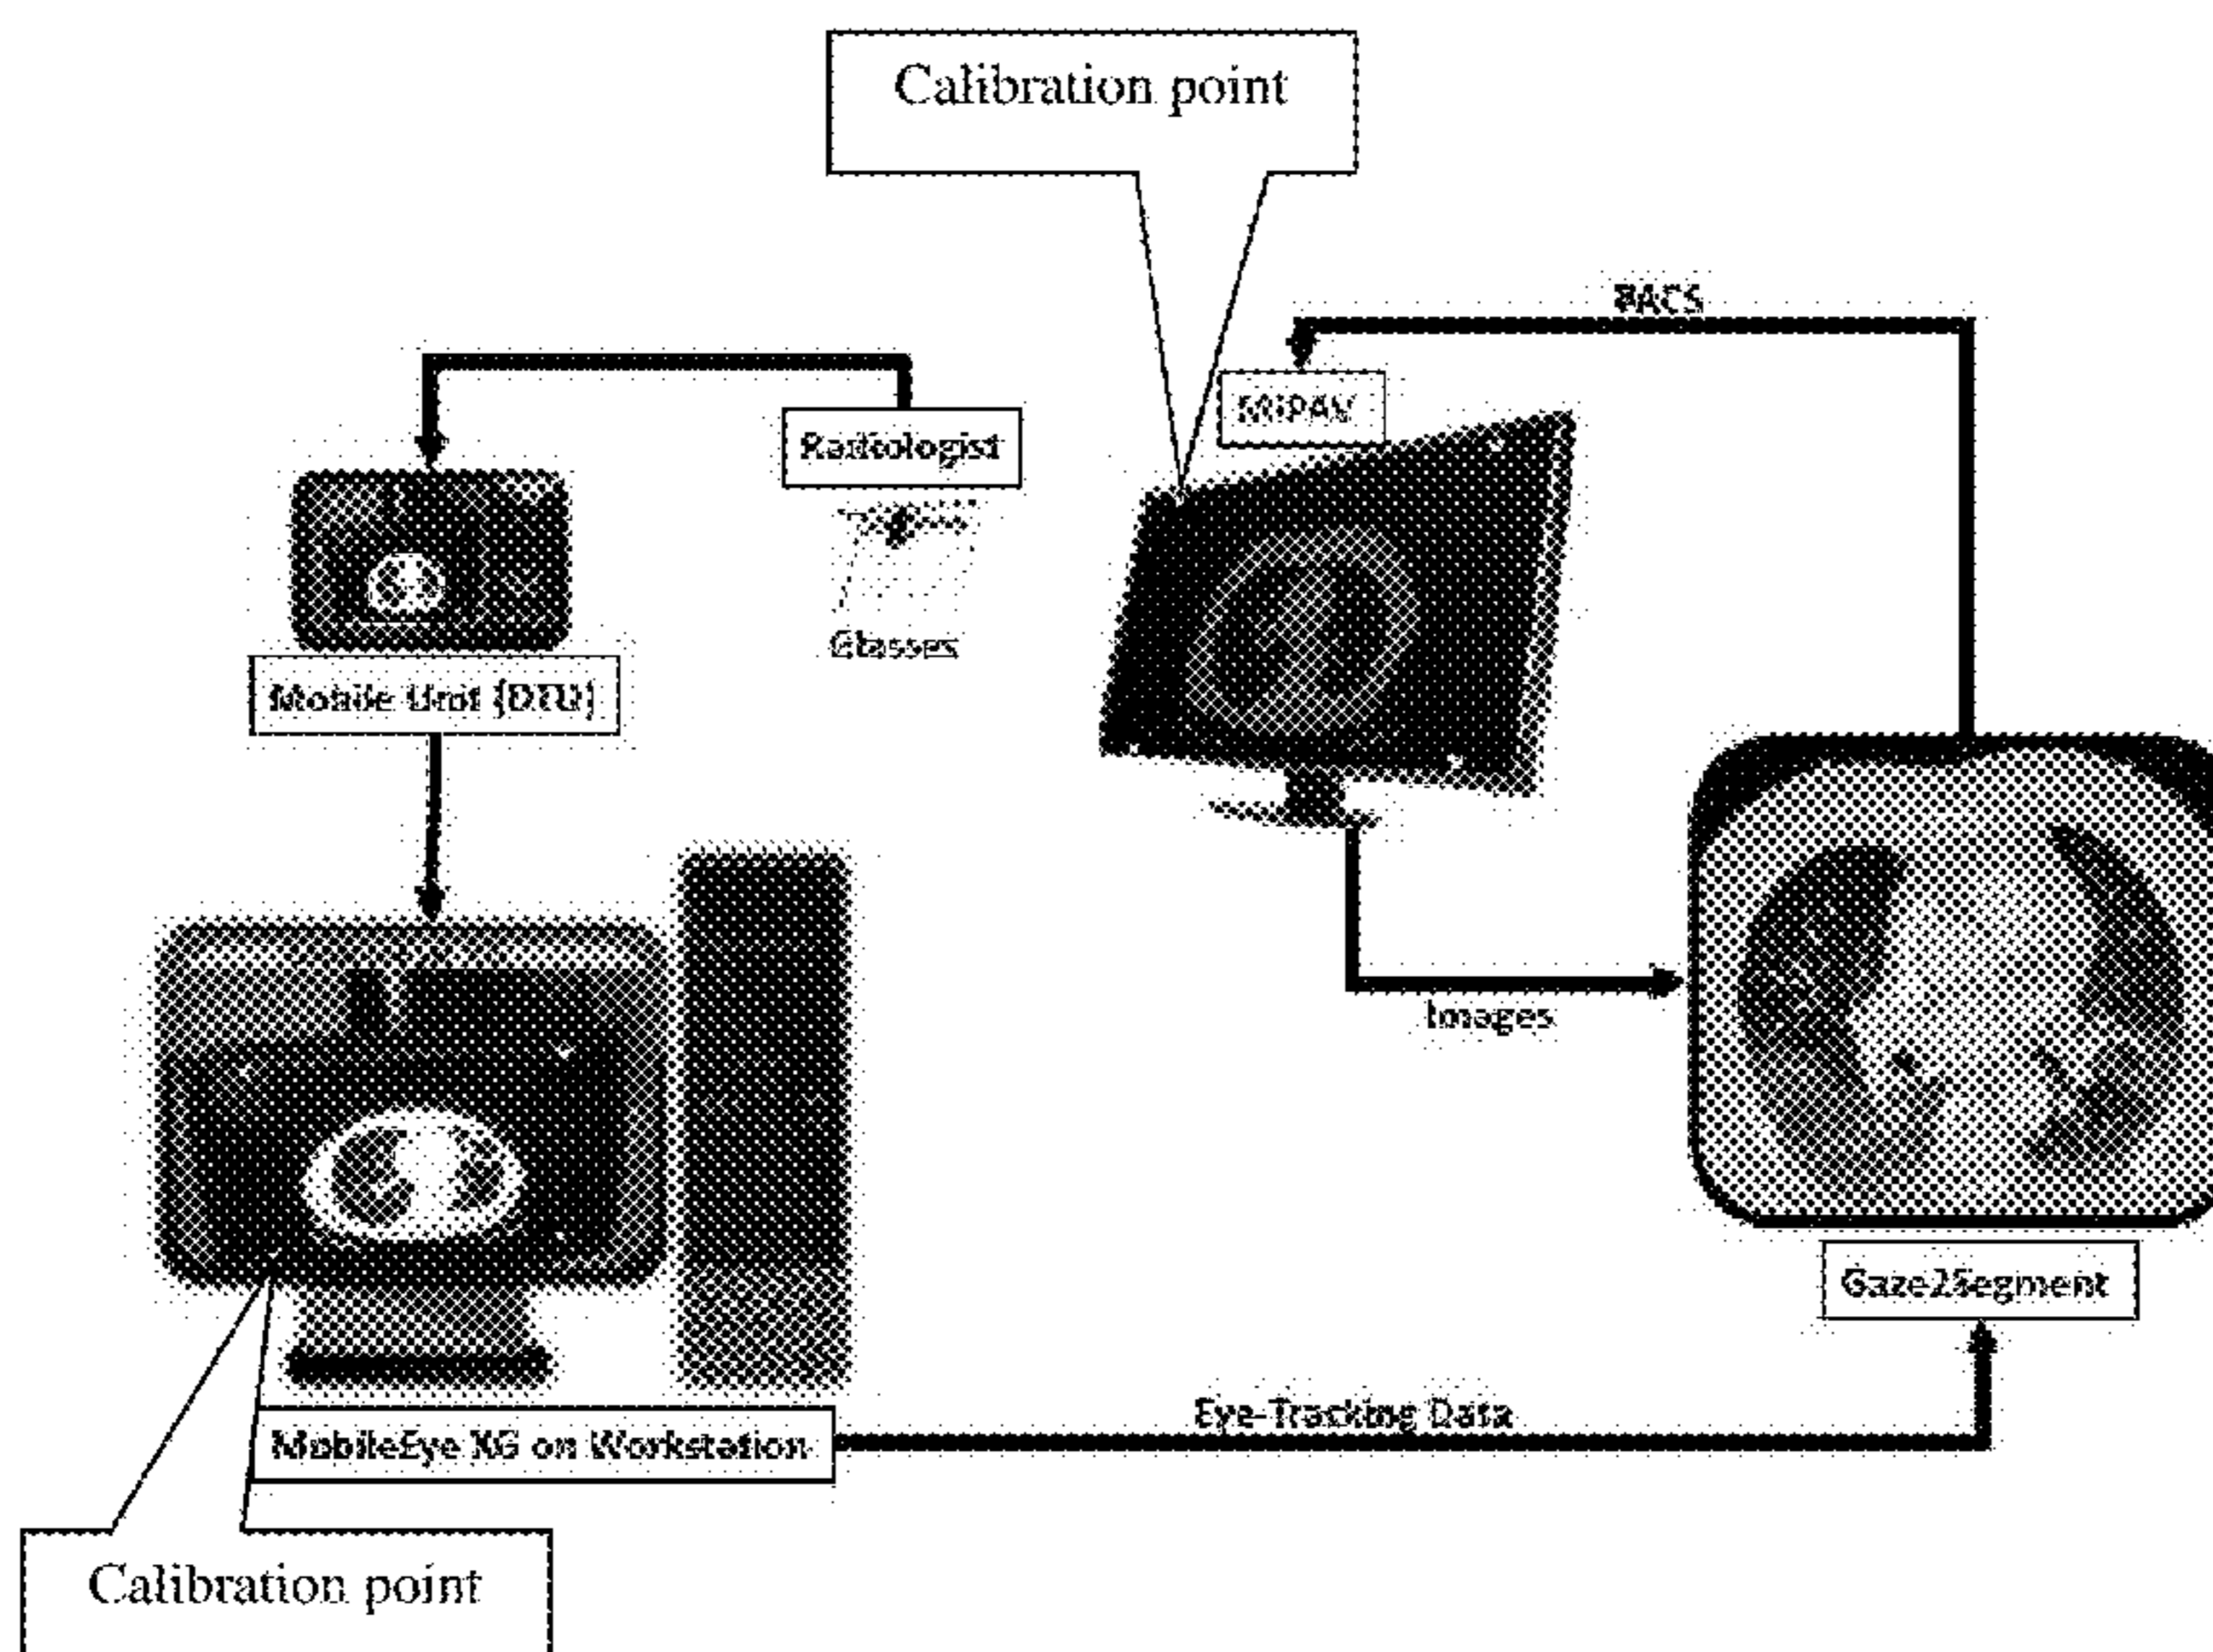 Calibration point
PACS
MIPAV
Radiologist
Glasses
Mobile Unit (DTU)
Images
Gaze2Segment
Eye-Tracking Data
MobileEye XG on Workstation
Calibration point